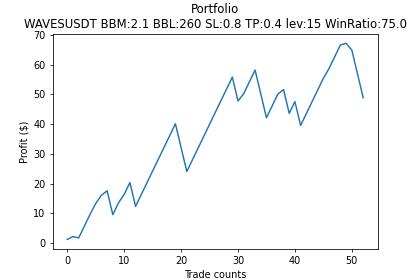 Portfolio
WAVESUSDT BBM:2.1 BBL:260 SL:0.8 TP:0.4 lev:15 WinRatio:75.0
70
60
50
40
30
20
10
0
Profit ($)
0 10 20 30 40 50
Trade counts